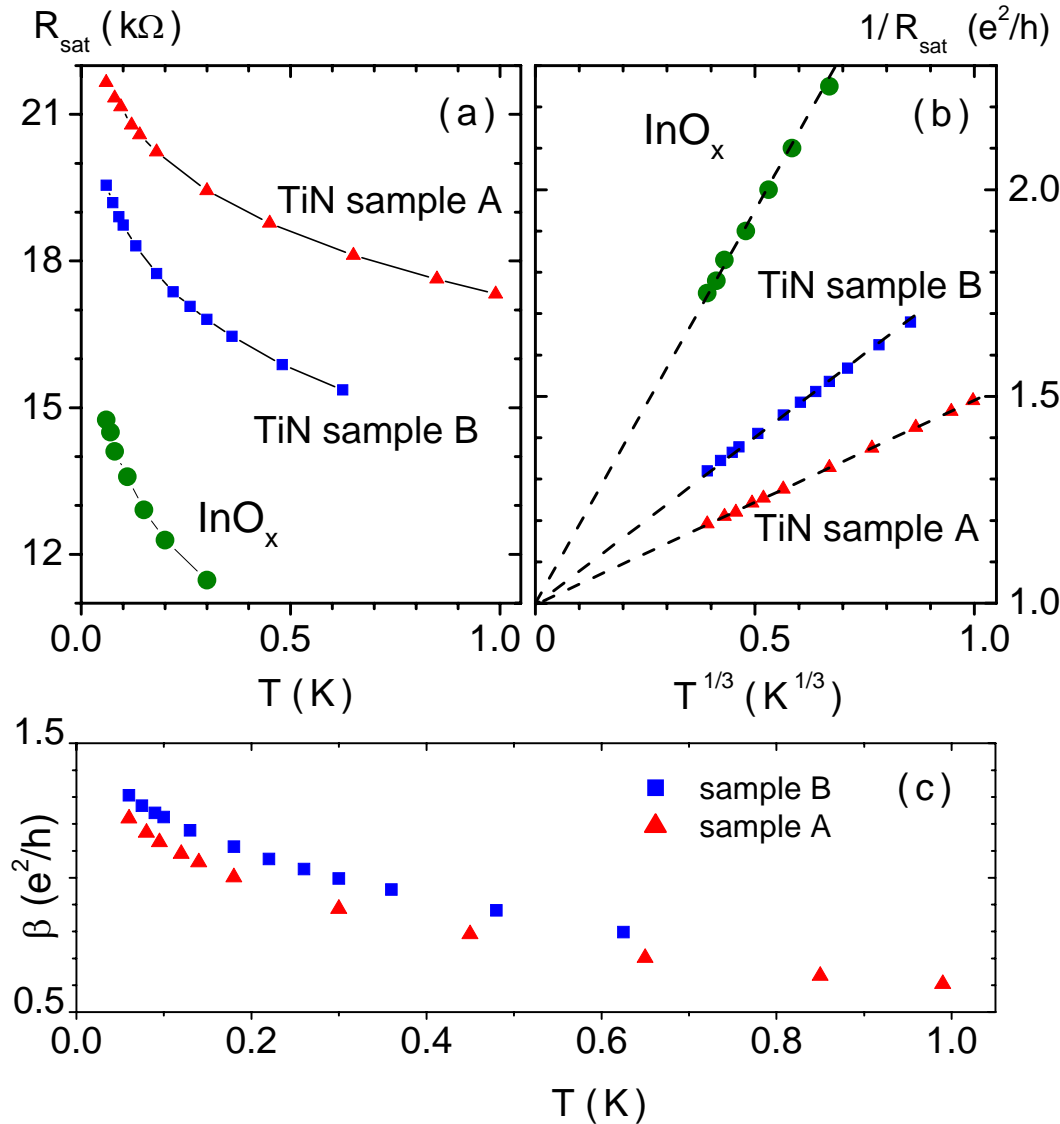 R_sat (kΩ)
1/R_sat (e²/h)
(a)
21
18
15
12
TiN sample A
TiN sample B
InOₓ
0.0 0.5 1.0
T (K)
(b)
InOₓ
TiN sample B
TiN sample A
2.0
1.5
1.0
0 0.5 1.0
T^1/3 (K^1/3)
(c)
sample B
sample A
1.5
0.5
β (e²/h)
0.0 0.2 0.4 0.6 0.8 1.0
T (K)